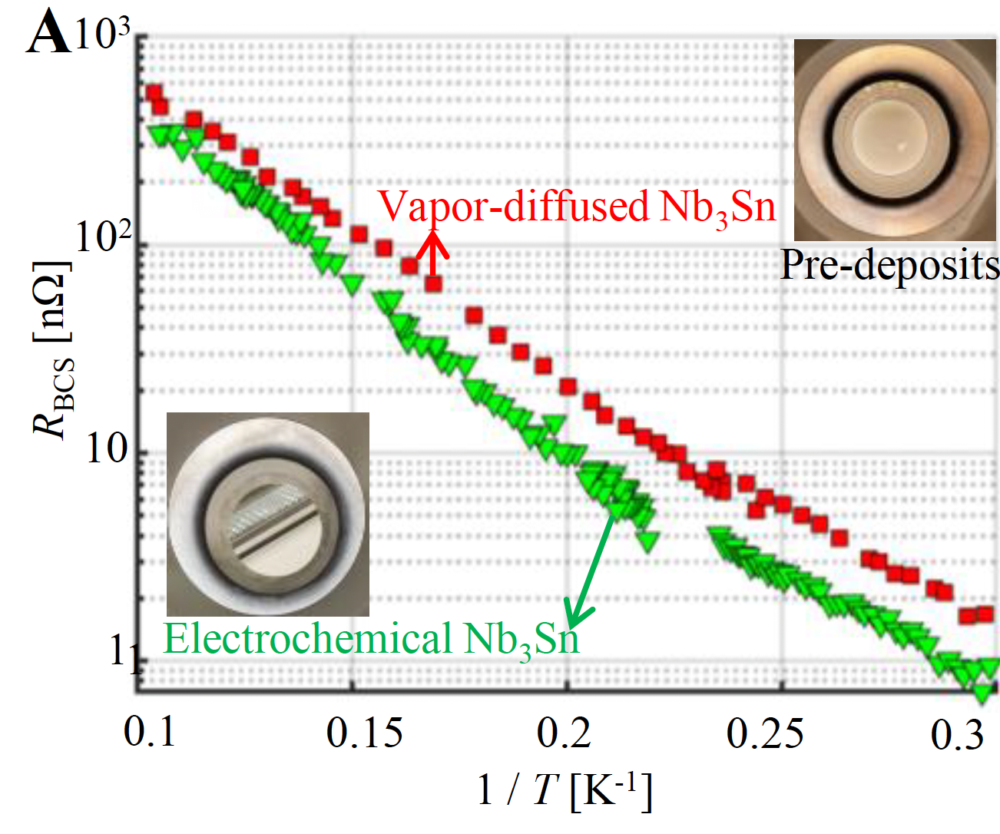 A
10³
Vapor-diffused Nb₃Sn
10²
Pre-deposits
R_BCS [nΩ]
10
Electrochemical Nb₃Sn
1
1
0.1 0.15 0.2 0.25 0.3
1 / T [K⁻¹]